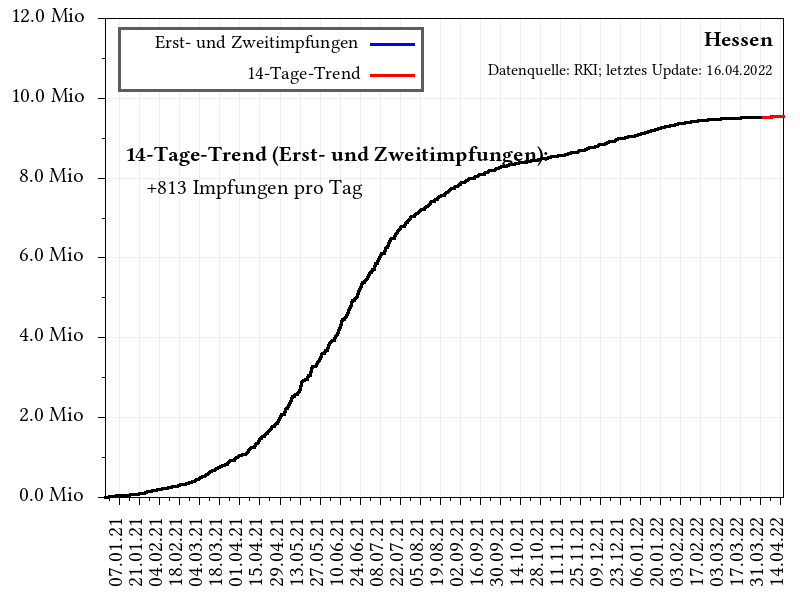 12.0 Mio
10.0 Mio
8.0 Mio
6.0 Mio
4.0 Mio
2.0 Mio
0.0 Mio
Erst- und Zweitimpfungen
14-Tage-Trend
Hessen
Datenquelle: RKI; letztes Update: 16.04.2022
14-Tage-Trend (Erst- und Zweitimpfungen):
+813 Impfungen pro Tag
07.01.21
21.01.21
04.02.21
18.02.21
04.03.21
18.03.21
01.04.21
15.04.21
29.04.21
13.05.21
27.05.21
10.06.21
24.06.21
08.07.21
22.07.21
05.08.21
19.08.21
02.09.21
16.09.21
30.09.21
14.10.21
28.10.21
11.11.21
25.11.21
09.12.21
23.12.21
06.01.22
20.01.22
03.02.22
17.02.22
03.03.22
17.03.22
31.03.22
14.04.22